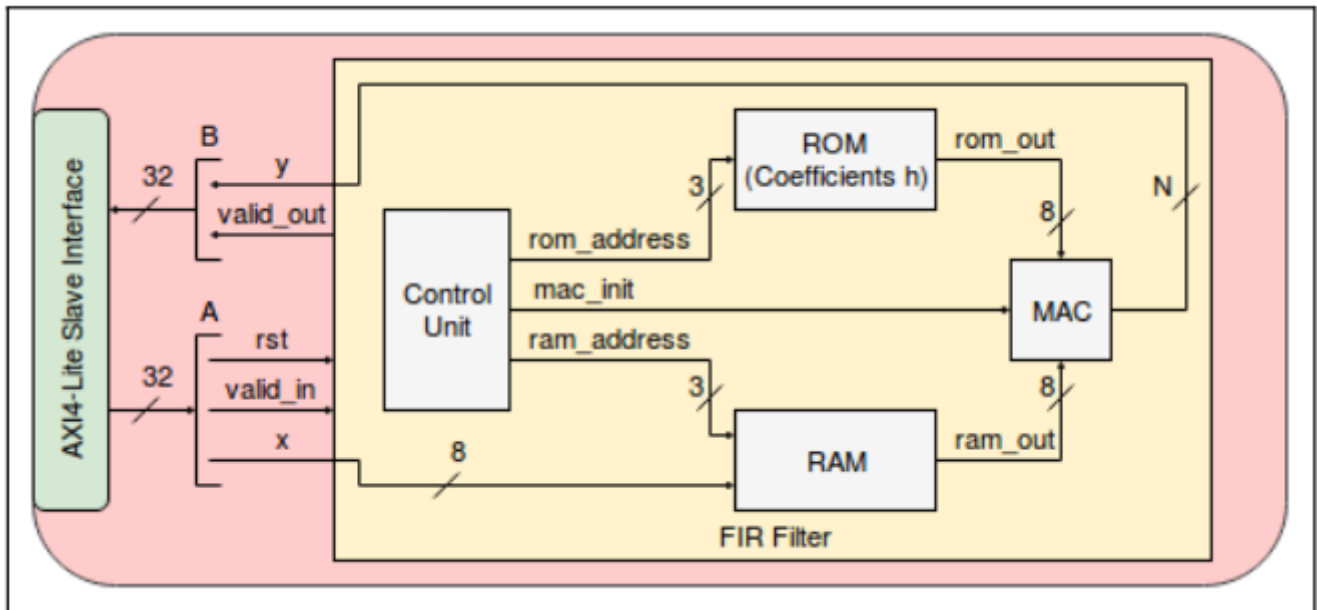 AXI4-Lite Slave Interface
32
B
y
valid_out
32
A
rst
valid_in
x
8
Control
Unit
rom_address
3
mac_init
ram_address
3
ROM
(Coefficients h)
rom_out
8
N
MAC
8
RAM
ram_out
FIR Filter